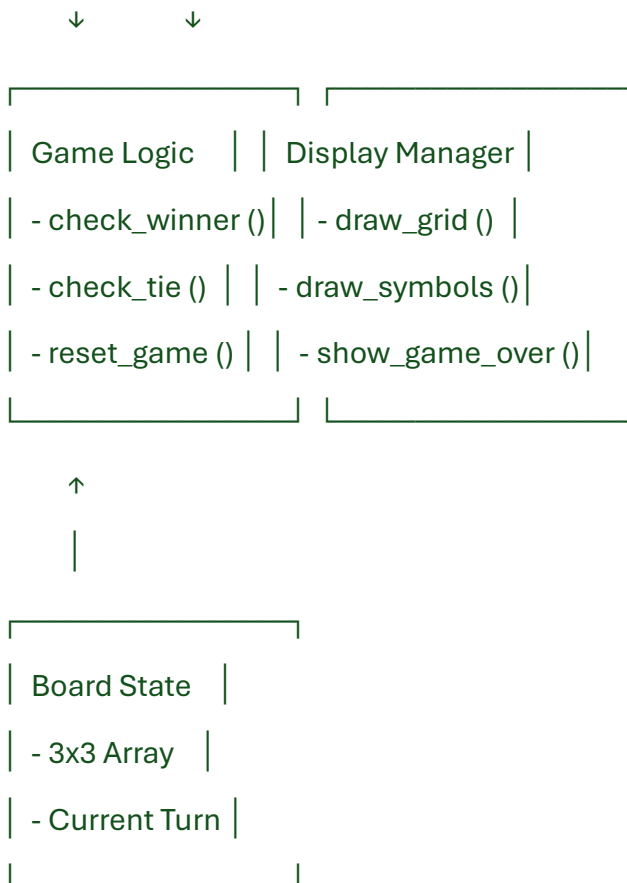 ↓ ↓
┌─────────────────┐ ┌──────────────────
│ Game Logic │ │ Display Manager │
│ - check_winner ()│ │ - draw_grid () │
│ - check_tie () │ │ - draw_symbols ()│
│ - reset_game () │ │ - show_game_over ()│
└─────────────────┘ └──────────────────
↑
│
┌─────────────────┐
│ Board State │
│ - 3x3 Array │
│ - Current Turn │